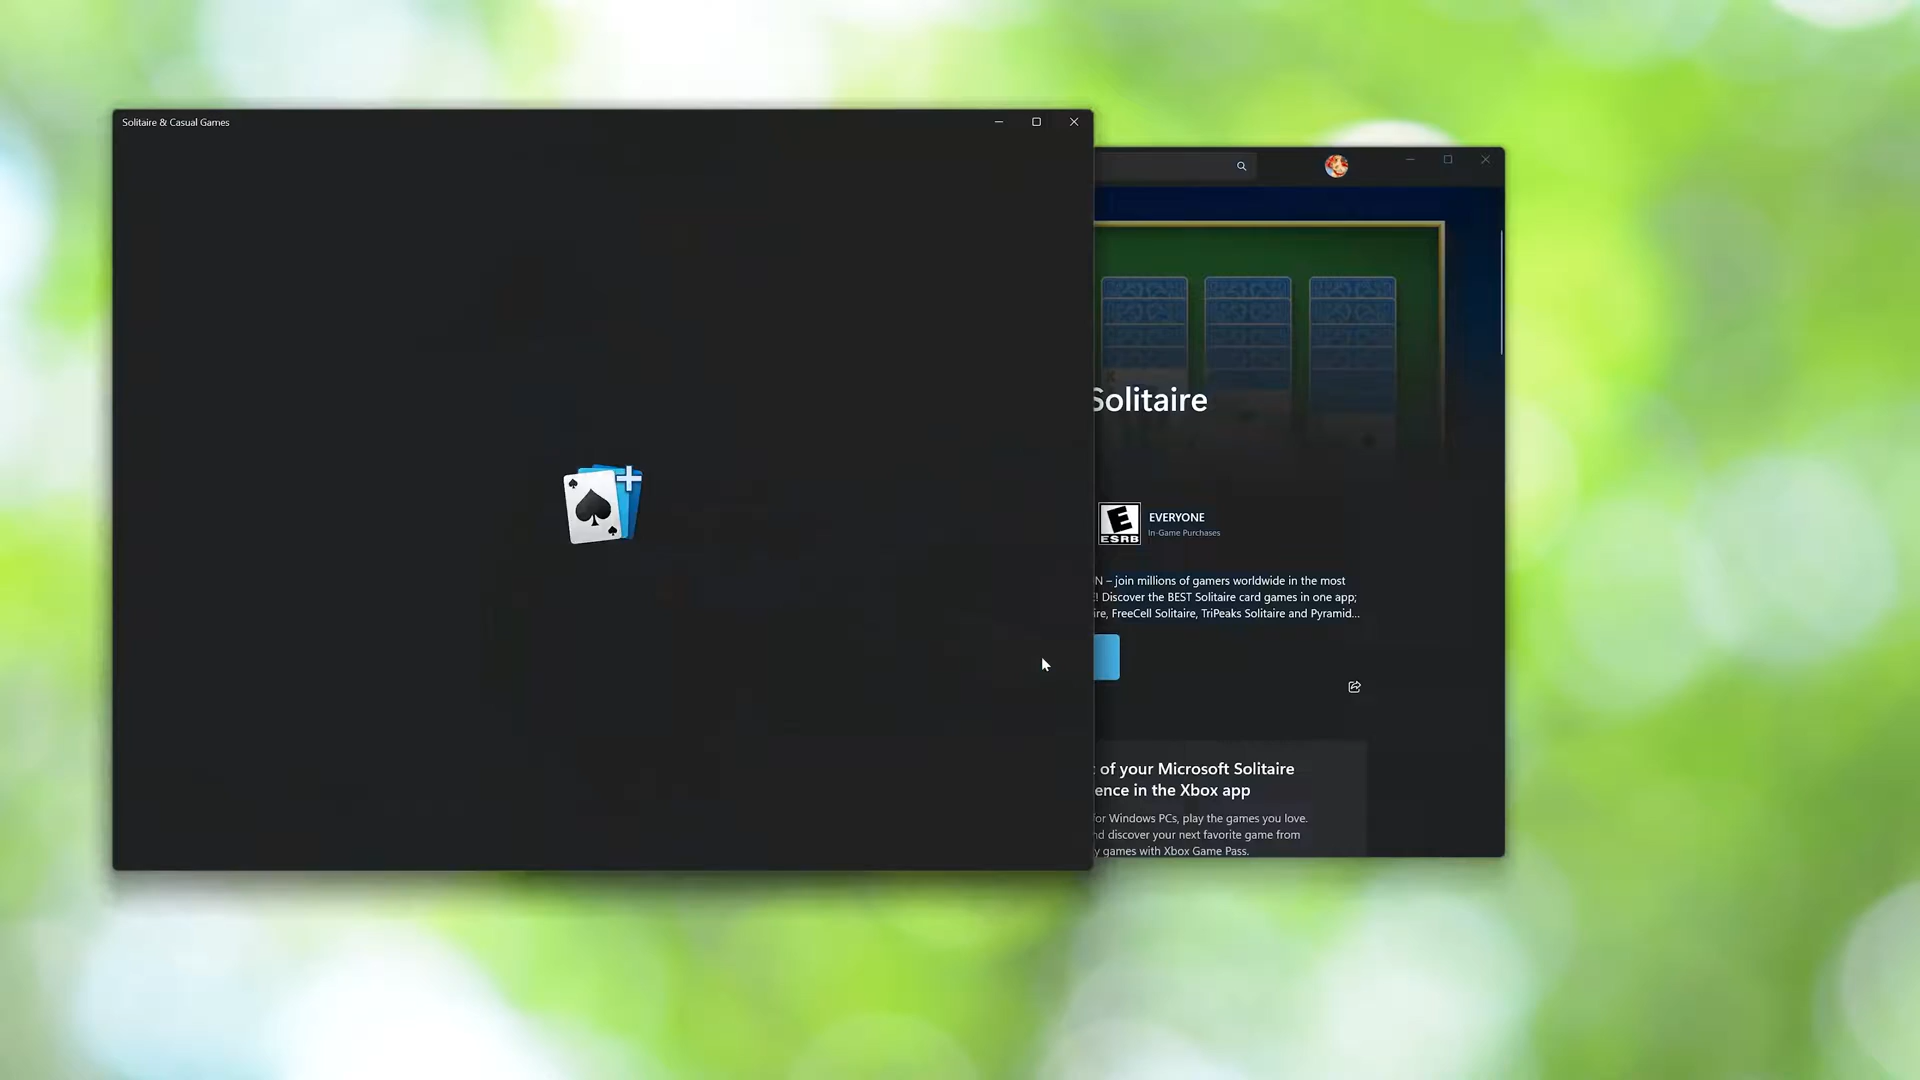 Solitaire & Casual Games
Solitaire
E
ESRB
EVERYONE
In-Game Purchases
N – join millions of gamers worldwide in the most
! Discover the BEST Solitaire card games in one app;
ire, FreeCell Solitaire, TriPeaks Solitaire and Pyramid...
of your Microsoft Solitaire
ence in the Xbox app
for Windows PCs, play the games you love.
nd discover your next favorite game from
y games with Xbox Game Pass.